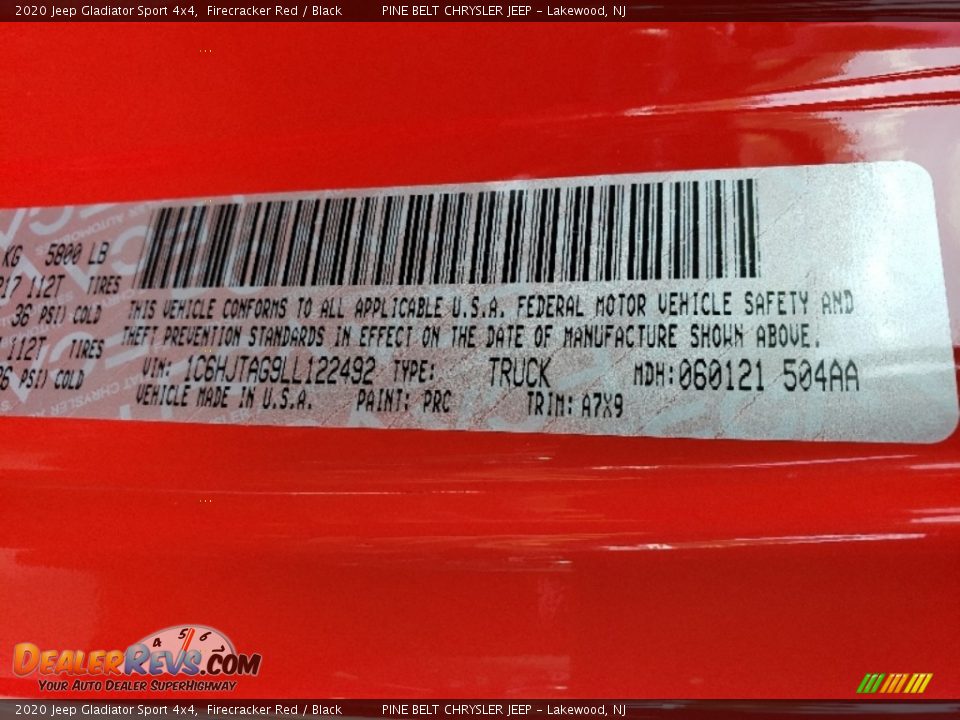 2020 Jeep Gladiator Sport 4x4, Firecracker Red / Black PINE BELT CHRYSLER JEEP - Lakewood, NJ
KG 5800 LB
112T TIRES
36 PSI) COLD
112T TIRES
PSI) COLD
THIS VEHICLE CONFORMS TO ALL APPLICABLE U.S.A. FEDERAL MOTOR VEHICLE SAFETY AND
THEFT PREVENTION STANDARDS IN EFFECT ON THE DATE OF MANUFACTURE SHOWN ABOVE.
VIN: 1C6HJTAG9LL122492 TYPE: TRUCK MDH:060121 504AA
VEHICLE MADE IN U.S.A. PAINT: PRC TRIM: A7X9
4 5 6
DEALERREVS.COM
YOUR AUTO DEALER SUPERHIGHWAY
2020 Jeep Gladiator Sport 4x4, Firecracker Red / Black PINE BELT CHRYSLER JEEP - Lakewood, NJ